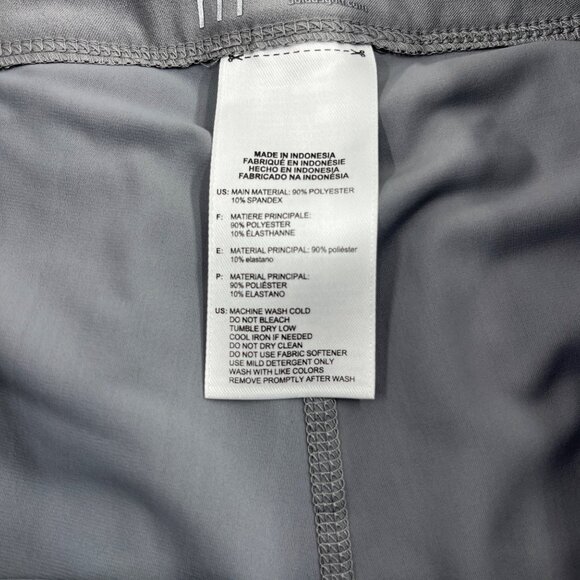 MADE IN INDONESIA
FABRIQUÉ EN INDONÉSIE
HECHO EN INDONESIA
FABRICADO NA INDONÉSIA
US: MAIN MATERIAL: 90% POLYESTER
10% SPANDEX
F: MATIERE PRINCIPALE:
90% POLYESTER
10% ÉLASTHANNE
E: MATERIAL PRINCIPAL: 90% poliéster
10% elastano
P: MATERIAL PRINCIPAL:
90% POLIÉSTER
10% ELASTANO
US: MACHINE WASH COLD
DO NOT BLEACH
TUMBLE DRY LOW
COOL IRON IF NEEDED
DO NOT DRY CLEAN
DO NOT USE FABRIC SOFTENER
USE MILD DETERGENT ONLY
WASH WITH LIKE COLORS
REMOVE PROMPTLY AFTER WASH